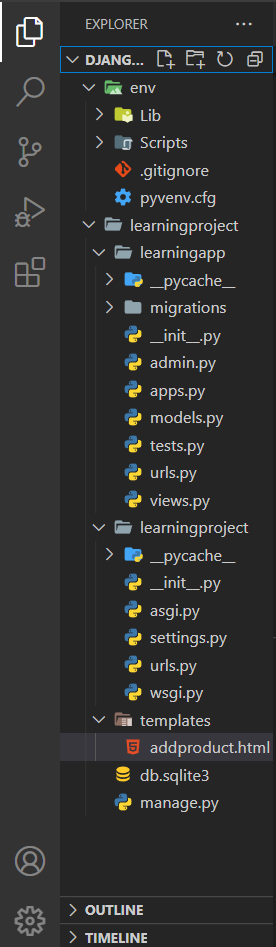 EXPLORER
DJANG...
env
Lib
Scripts
.gitignore
pyvenv.cfg
learningproject
learningapp
__pycache__
migrations
__init__.py
admin.py
apps.py
models.py
tests.py
urls.py
views.py
learningproject
__pycache__
__init__.py
asgi.py
settings.py
urls.py
wsgi.py
templates
addproduct.html
db.sqlite3
manage.py
OUTLINE
TIMELINE